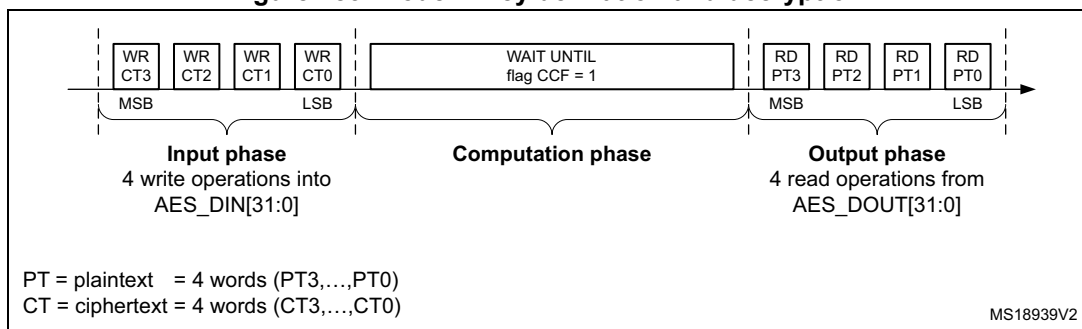 WR CT3 WR CT2 WR CT1 WR CT0 WAIT UNTIL flag CCF = 1 RD PT3 RD PT2 RD PT1 RD PT0
MSB LSB MSB LSB
Input phase Computation phase Output phase
4 write operations into 4 read operations from
AES_DIN[31:0] AES_DOUT[31:0]
PT = plaintext = 4 words (PT3,…,PT0)
CT = ciphertext = 4 words (CT3,…,CT0)
MS18939V2